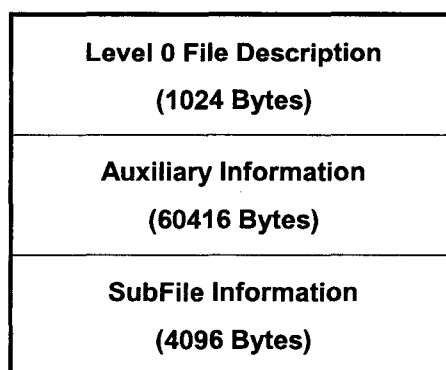 Level 0 File Description
(1024 Bytes)
Auxiliary Information
(60416 Bytes)
SubFile Information
(4096 Bytes)